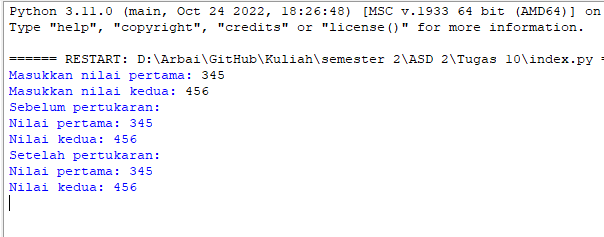 Python 3.11.0 (main, Oct 24 2022, 18:26:48) [MSC v.1933 64 bit (AMD64)] on
Type "help", "copyright", "credits" or "license()" for more information.
====== RESTART: D:\Arbai\GitHub\Kuliah\semester 2\ASD 2\Tugas 10\index.py =
Masukkan nilai pertama: 345
Masukkan nilai kedua: 456
Sebelum pertukaran:
Nilai pertama: 345
Nilai kedua: 456
Setelah pertukaran:
Nilai pertama: 345
Nilai kedua: 456